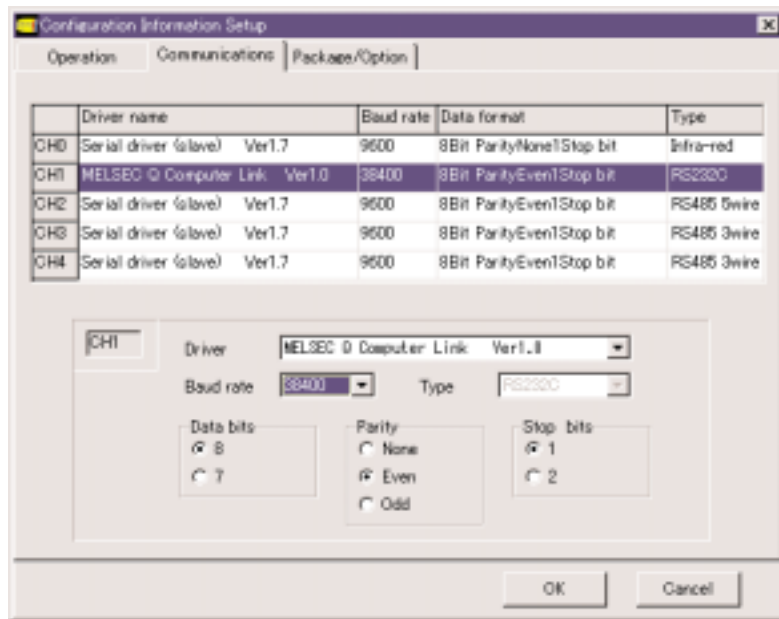 Configuration Information Setup
Operation Communications Package/Option
Driver name Baud rate Data format Type
CH0 Serial driver (slave) Ver1.7 9600 8Bit ParityNone1Stop bit Infra-red
CH1 MELSEC Q Computer Link Ver1.0 38400 8Bit ParityEven1Stop bit RS232C
CH2 Serial driver (slave) Ver1.7 9600 8Bit ParityEven1Stop bit RS485 5wire
CH3 Serial driver (slave) Ver1.7 9600 8Bit ParityEven1Stop bit RS485 3wire
CH4 Serial driver (slave) Ver1.7 9600 8Bit ParityEven1Stop bit RS485 3wire
CH1
Driver MELSEC Q Computer Link Ver1.0
Baud rate 38400 Type RS232C
Data bits Parity Stop bits
8 None 1
7 Even 2
Odd
OK Cancel